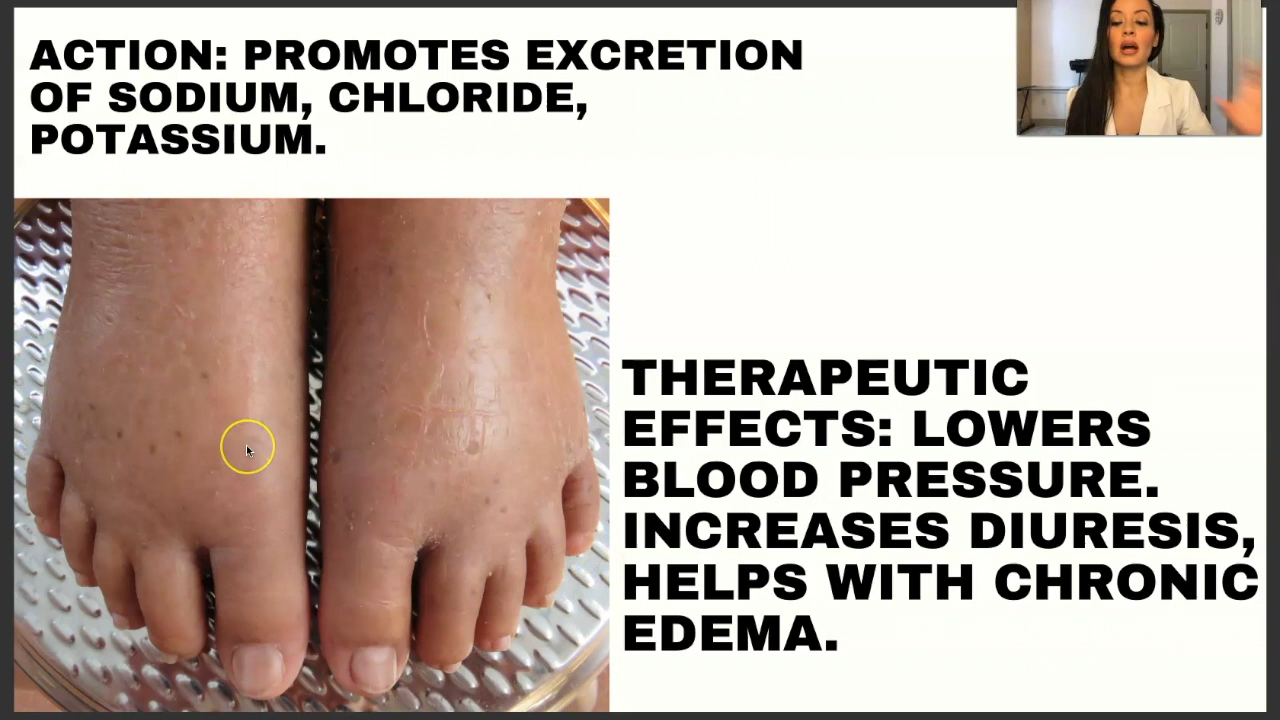 ACTION: PROMOTES EXCRETION
OF SODIUM, CHLORIDE,
POTASSIUM.
THERAPEUTIC
EFFECTS: LOWERS
BLOOD PRESSURE.
INCREASES DIURESIS,
HELPS WITH CHRONIC
EDEMA.